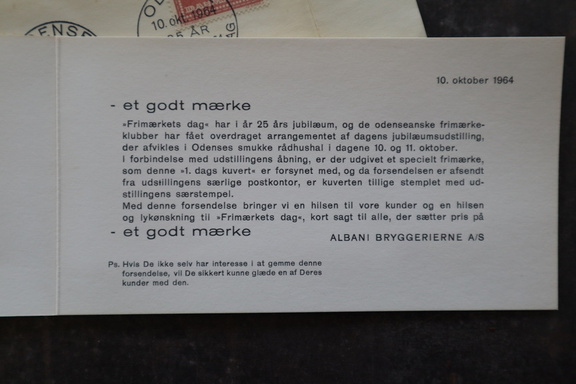 ODENSE
10. okt. 1964
25 ÅR
DAG
10. oktober 1964
- et godt mærke
»Frimærkets dag« har i år 25 års jubilæum, og de odenseanske frimærke-
klubber har fået overdraget arrangementet af dagens jubilæumsudstilling,
der afvikles i Odenses smukke rådhushal i dagene 10. og 11. oktober.
I forbindelse med udstillingens åbning, er der udgivet et specielt frimærke,
som denne »1. dags kuvert« er forsynet med, og da forsendelsen er afsendt
fra udstillingens særlige postkontor, er kuverten tillige stemplet med ud-
stillingens særstempel.
Med denne forsendelse bringer vi en hilsen til vore kunder og en hilsen
og lykønskning til »Frimærkets dag«, kort sagt til alle, der sætter pris på
- et godt mærke
ALBANI BRYGGERIERNE A/S
Ps. Hvis De ikke selv har interesse i at gemme denne
forsendelse, vil De sikkert kunne glæde en af Deres
kunder med den.